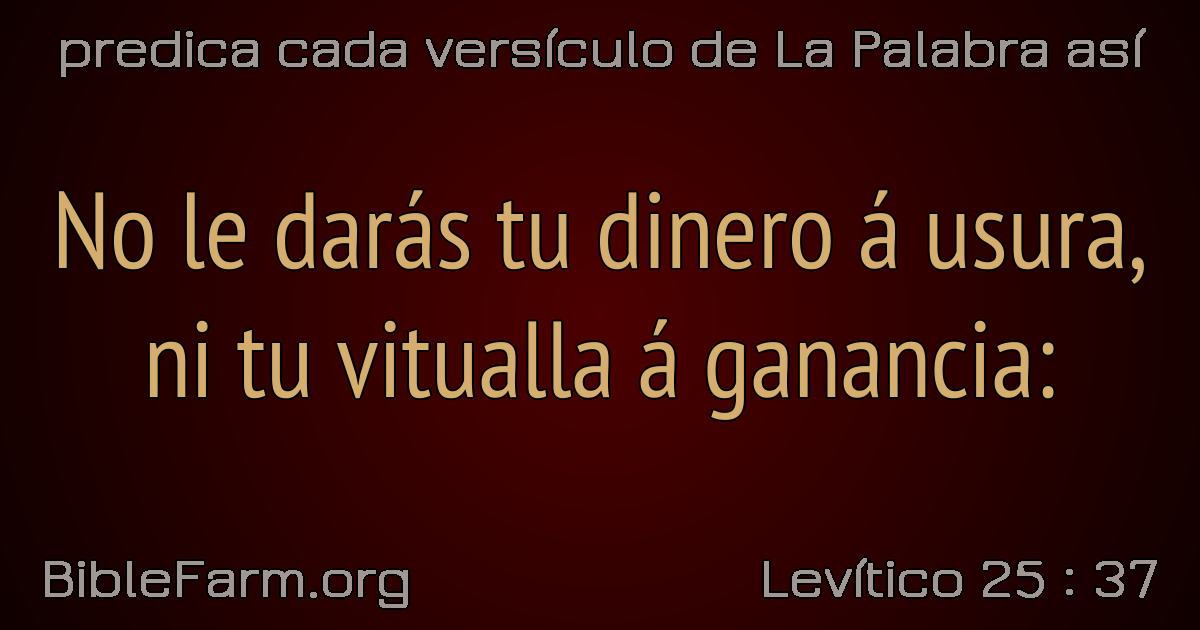 predica cada versículo de La Palabra así
No le darás tu dinero á usura,
ni tu vitualla á ganancia:
BibleFarm.org
Levítico 25 : 37